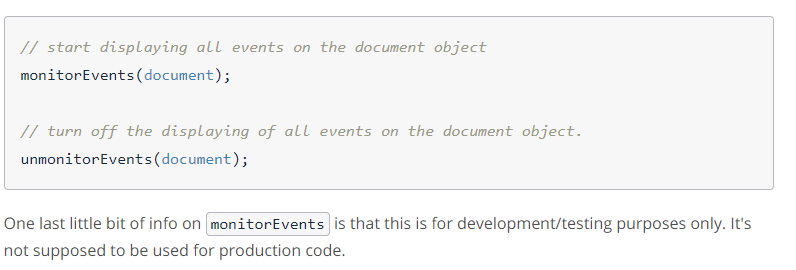 // start displaying all events on the document object
monitorEvents(document);
// turn off the displaying of all events on the document object.
unmonitorEvents(document);
One last little bit of info on monitorEvents is that this is for development/testing purposes only. It's
not supposed to be used for production code.